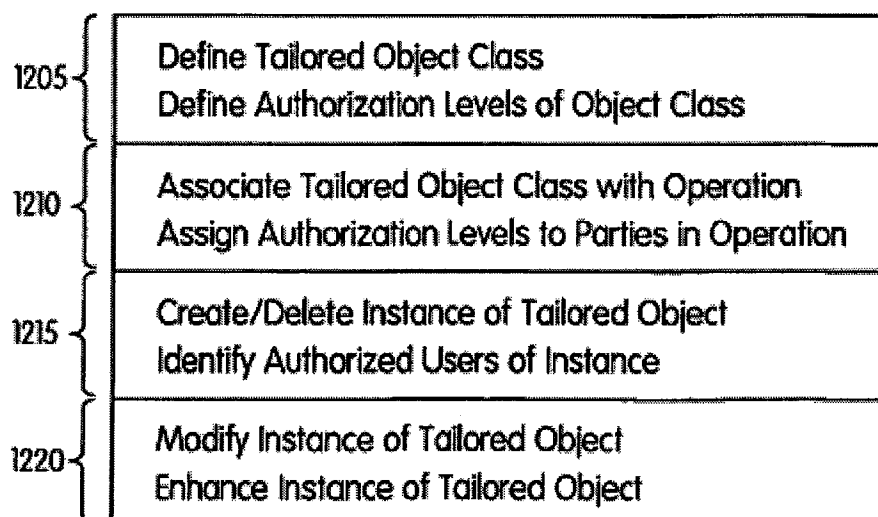 1205
Define Tailored Object Class
Define Authorization Levels of Object Class
1210
Associate Tailored Object Class with Operation
Assign Authorization Levels to Parties in Operation
1215
Create/Delete Instance of Tailored Object
Identify Authorized Users of Instance
1220
Modify Instance of Tailored Object
Enhance Instance of Tailored Object